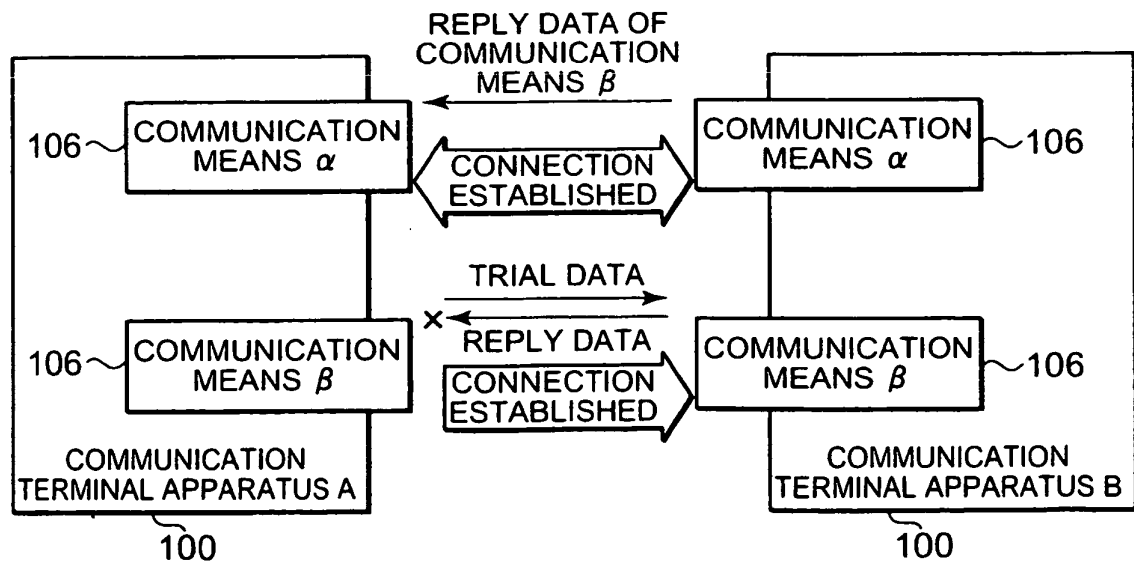 REPLY DATA OF
COMMUNICATION
MEANS β
106
COMMUNICATION
MEANS α
CONNECTION
ESTABLISHED
COMMUNICATION
MEANS α
106
TRIAL DATA
×
REPLY DATA
106
COMMUNICATION
MEANS β
CONNECTION
ESTABLISHED
COMMUNICATION
MEANS β
106
COMMUNICATION
TERMINAL APPARATUS A
100
COMMUNICATION
TERMINAL APPARATUS B
100